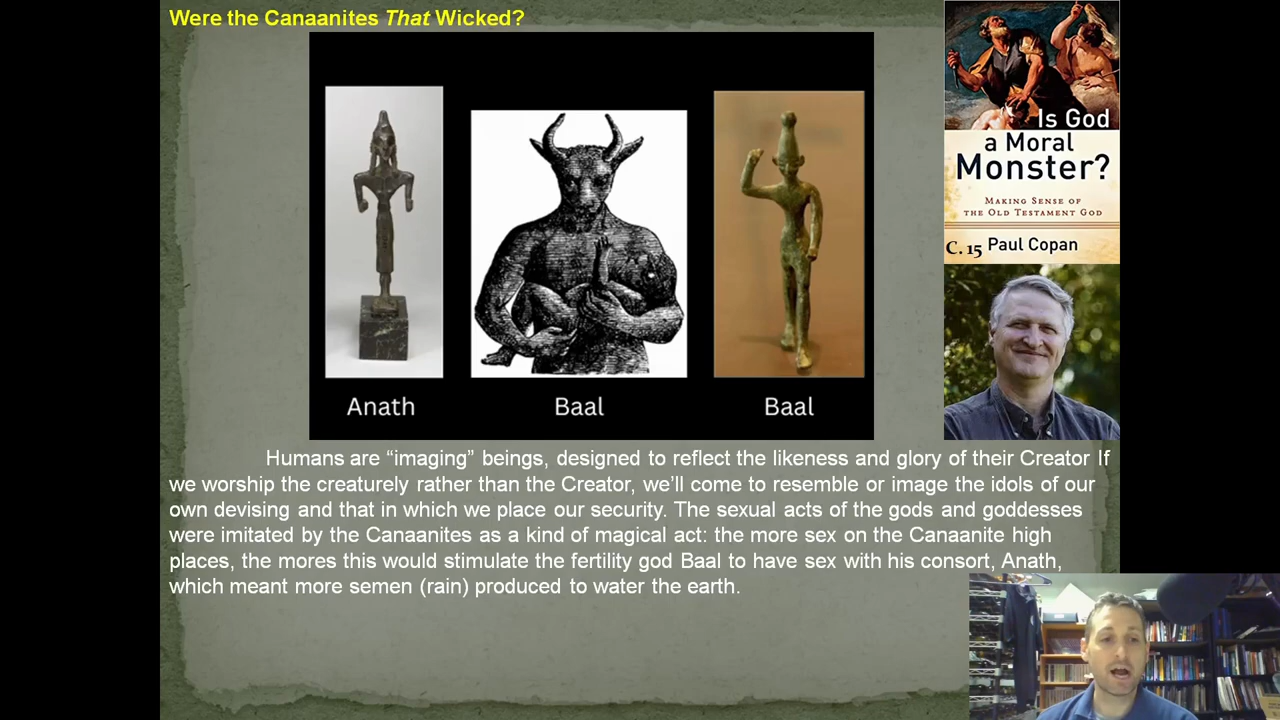 Were the Canaanites That Wicked?
Anath
Baal
Baal
Is God
a Moral
Monster?
Making Sense of
the Old Testament God
C. 15 Paul Copan
Humans are “imaging” beings, designed to reflect the likeness and glory of their Creator If
we worship the creaturely rather than the Creator, we’ll come to resemble or image the idols of our
own devising and that in which we place our security. The sexual acts of the gods and goddesses
were imitated by the Canaanites as a kind of magical act: the more sex on the Canaanite high
places, the mores this would stimulate the fertility god Baal to have sex with his consort, Anath,
which meant more semen (rain) produced to water the earth.